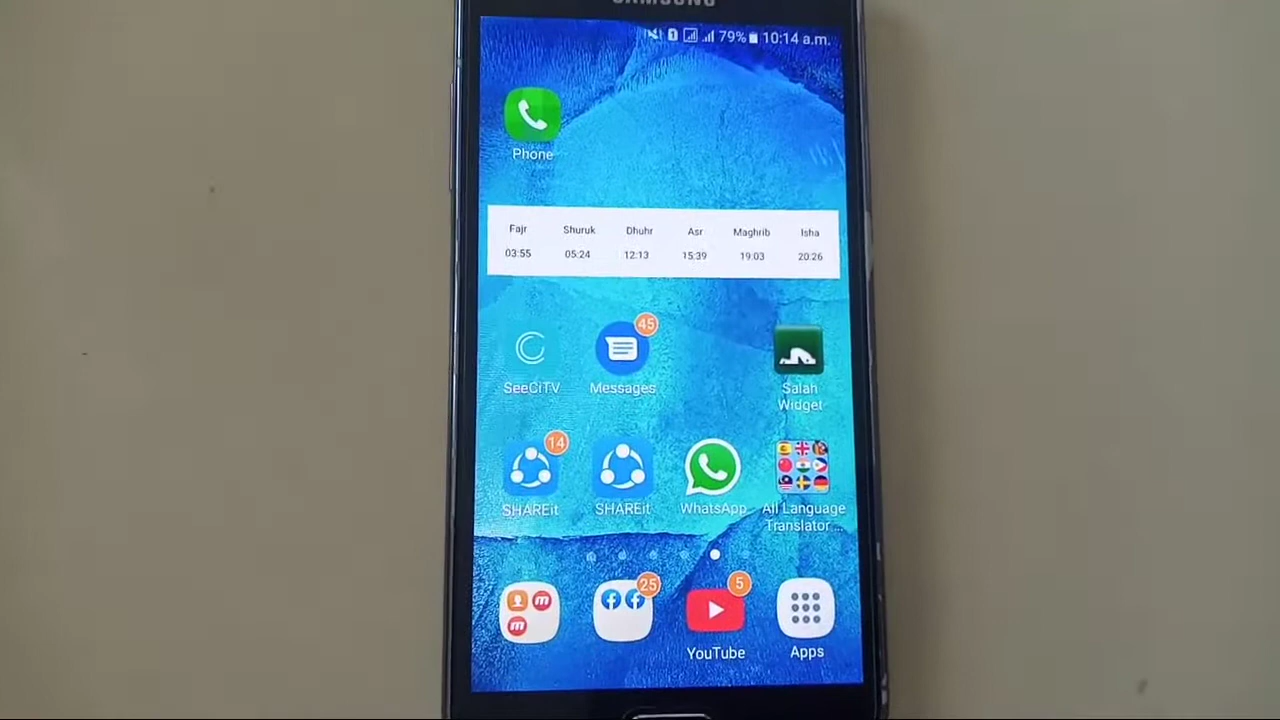 SAMSUNG
1 79% 10:14 a.m.
Phone
Fajr Shuruk Dhuhr Asr Maghrib Isha
03:55 05:24 12:13 15:39 19:03 20:26
45
SeeCiTV Messages Salah
Widget
14
SHAREit SHAREit WhatsApp All Language
Translator ...
25 5
m
m
YouTube Apps